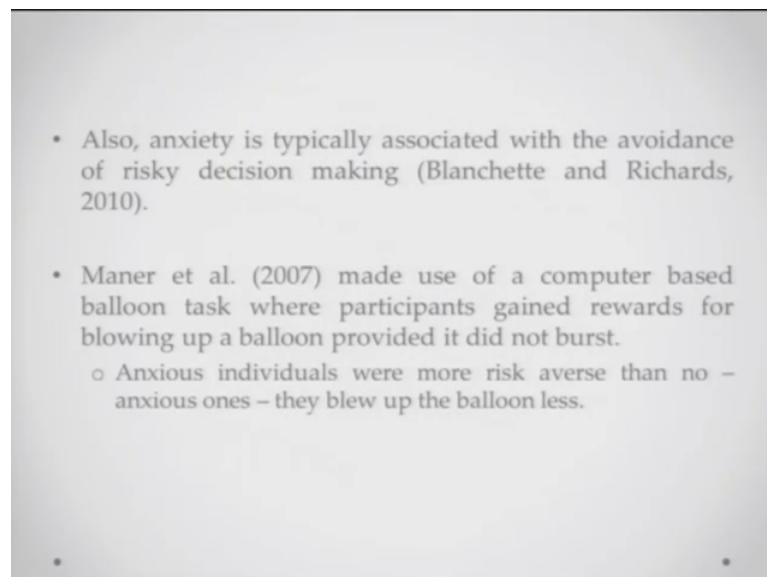 • Also, anxiety is typically associated with the avoidance
of risky decision making (Blanchette and Richards,
2010).
• Maner et al. (2007) made use of a computer based
balloon task where participants gained rewards for
blowing up a balloon provided it did not burst.
o Anxious individuals were more risk averse than no –
anxious ones – they blew up the balloon less.